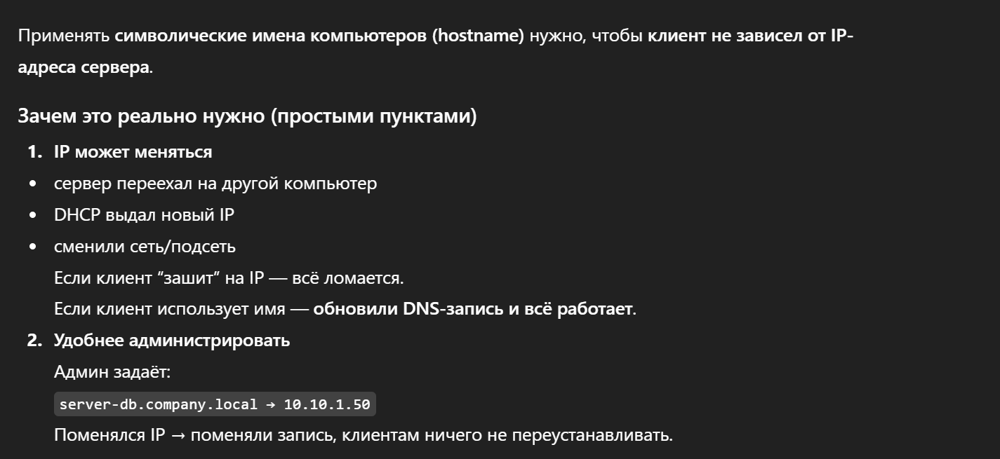 Применять символические имена компьютеров (hostname) нужно, чтобы клиент не зависел от IP-
адреса сервера.
Зачем это реально нужно (простыми пунктами)
1. IP может меняться
• сервер переехал на другой компьютер
• DHCP выдал новый IP
• сменили сеть/подсеть
Если клиент “зашит” на IP — всё ломается.
Если клиент использует имя — обновили DNS-запись и всё работает.
2. Удобнее администрировать
Админ задаёт:
server-db.company.local → 10.10.1.50
Поменялся IP → поменяли запись, клиентам ничего не переустанавливать.